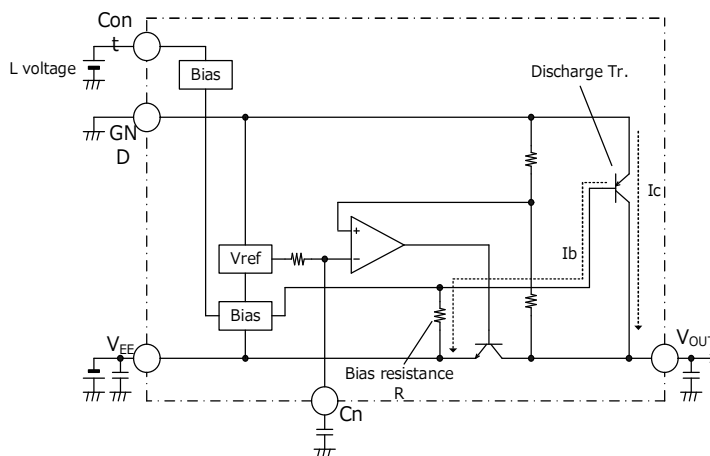 Con
t
L voltage
Bias
Discharge Tr.
GN
D
Ic
+
Ib
Vref
−
Bias
VEE
VOUT
Bias resistance
R
Cn